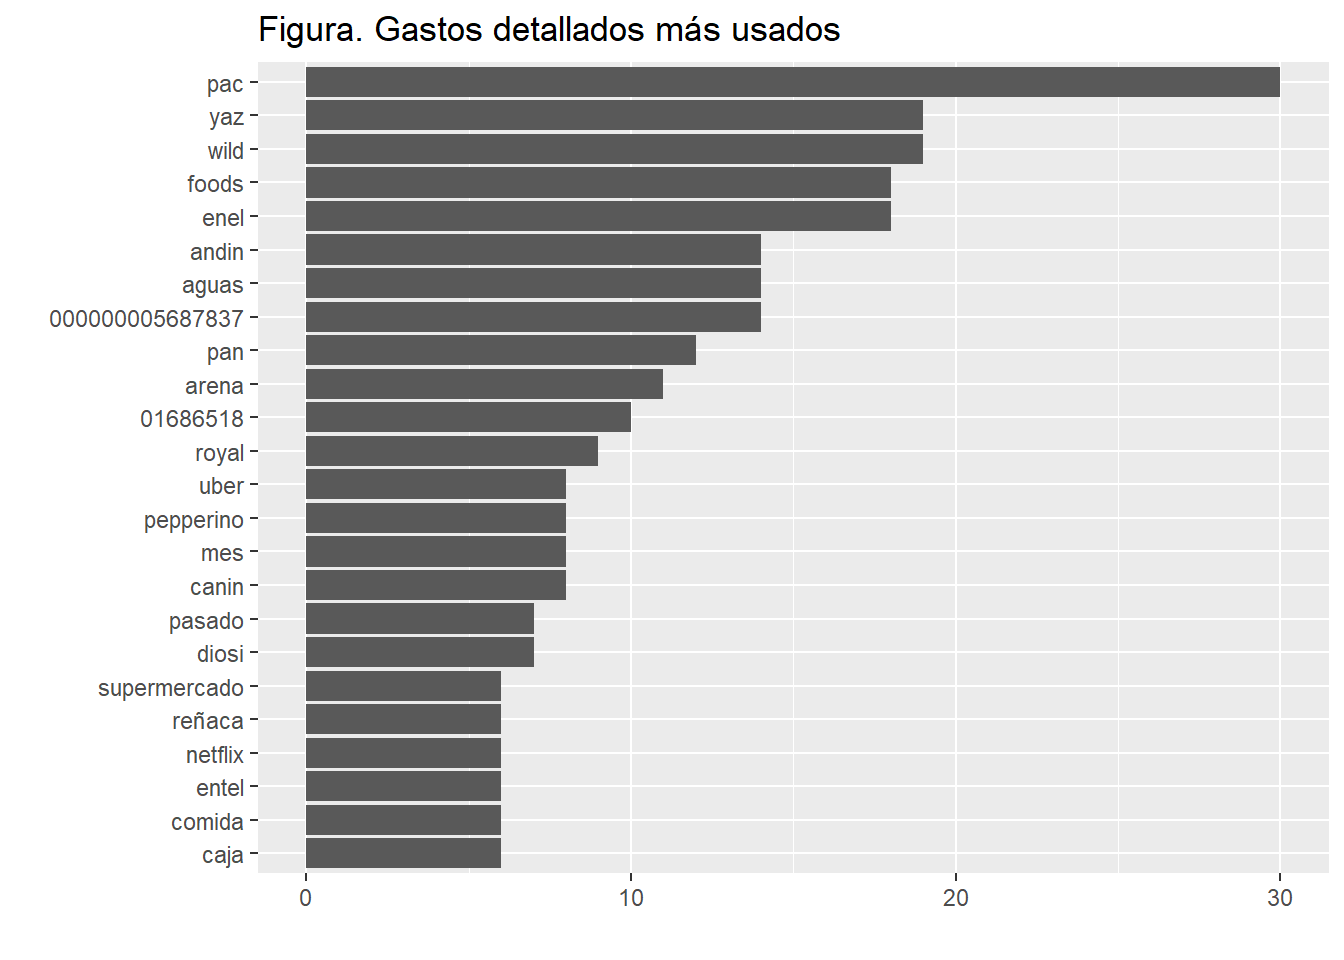 Figura. Gastos detallados más usados
pac
yaz
wild
foods
enel
andin
aguas
000000005687837
pan
arena
01686518
royal
uber
pepperino
mes
canin
pasado
diosi
supermercado
reñaca
netflix
entel
comida
caja
0 10 20 30